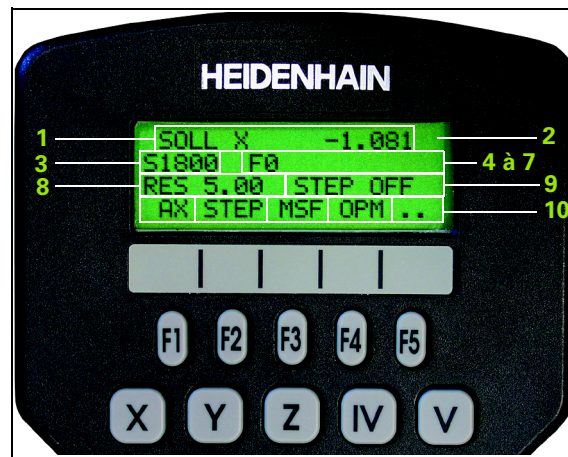 HEIDENHAIN
1 SOLL X -1.081 2
3 S1800 F0 4 à 7
8 RES 5.00 STEP OFF 9
AX STEP MSF OPM .. 10
F1 F2 F3 F4 F5
X Y Z IV V